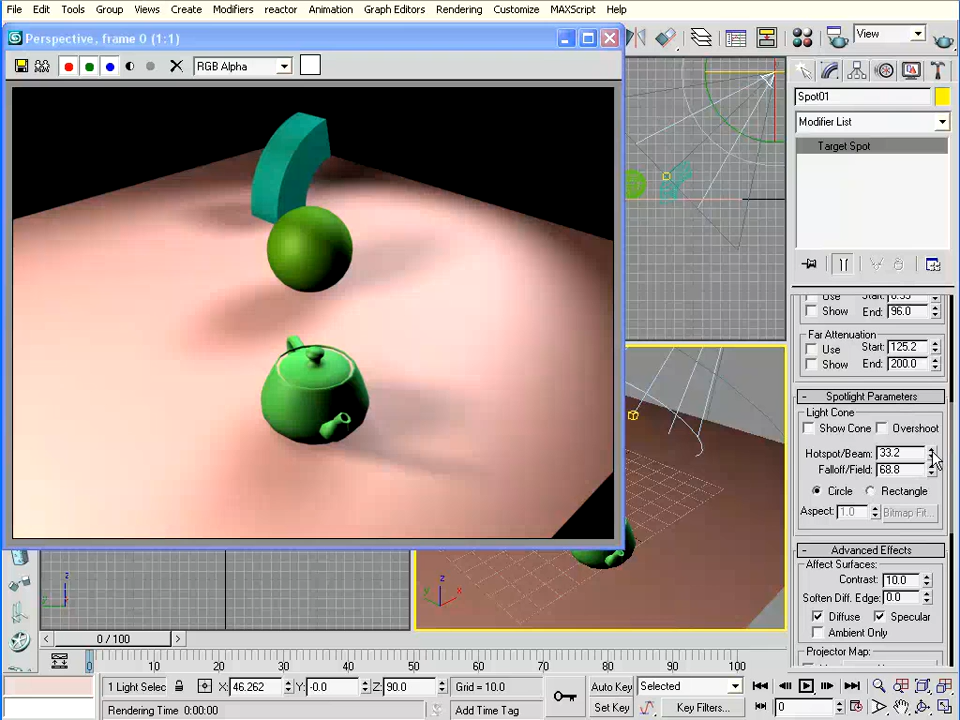 File Edit Tools Group Views Create Modifiers reactor Animation Graph Editors Rendering Customize MAXScript Help
Perspective, frame 0 (1:1)
View
RGB Alpha
Spot01
Modifier List
Target Spot
Use
Show End: 96.0
Far Attenuation
Use Start: 125.2
Show End: 200.0
- Spotlight Parameters
Light Cone
Show Cone Overshoot
Hotspot/Beam: 33.2
Falloff/Field: 68.8
Circle Rectangle
Aspect: 1.0 Bitmap Fit...
- Advanced Effects
Affect Surfaces:
Contrast: 10.0
Soften Diff. Edge: 0.0
Diffuse Specular
Ambient Only
Projector Map:
z
x
z
y
x
< 0 / 100 >
0 10 20 30 40 50 60 70 80 90 100
1 Light Selec X: 46.262 Y: -0.0 Z: 90.0 Grid = 10.0 Auto Key Selected
Rendering Time 0:00:00 Add Time Tag Set Key Key Filters... 0